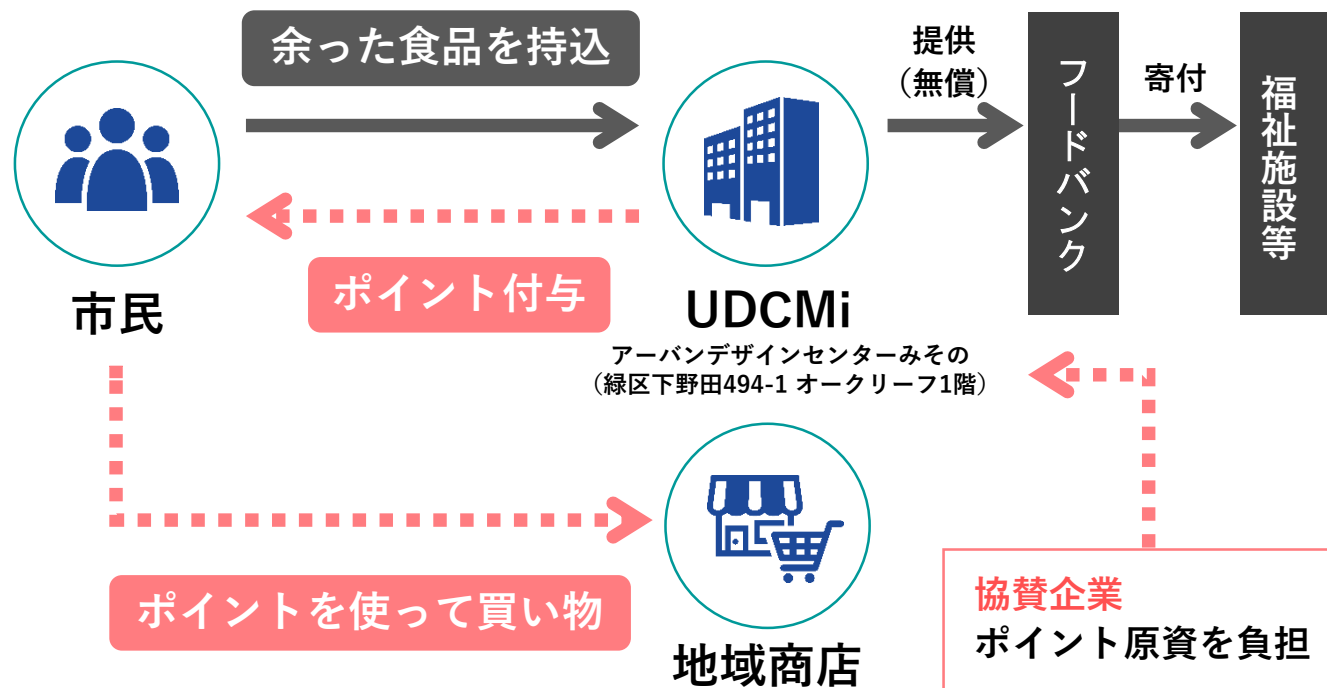 余った食品を持込
提供
（無償）
フードバンク
寄付
福祉施設等
ポイント付与
市民
UDCMi
アーバンデザインセンターみその
（緑区下野田494-1 オークリーフ1階）
ポイントを使って買い物
地域商店
協賛企業
ポイント原資を負担